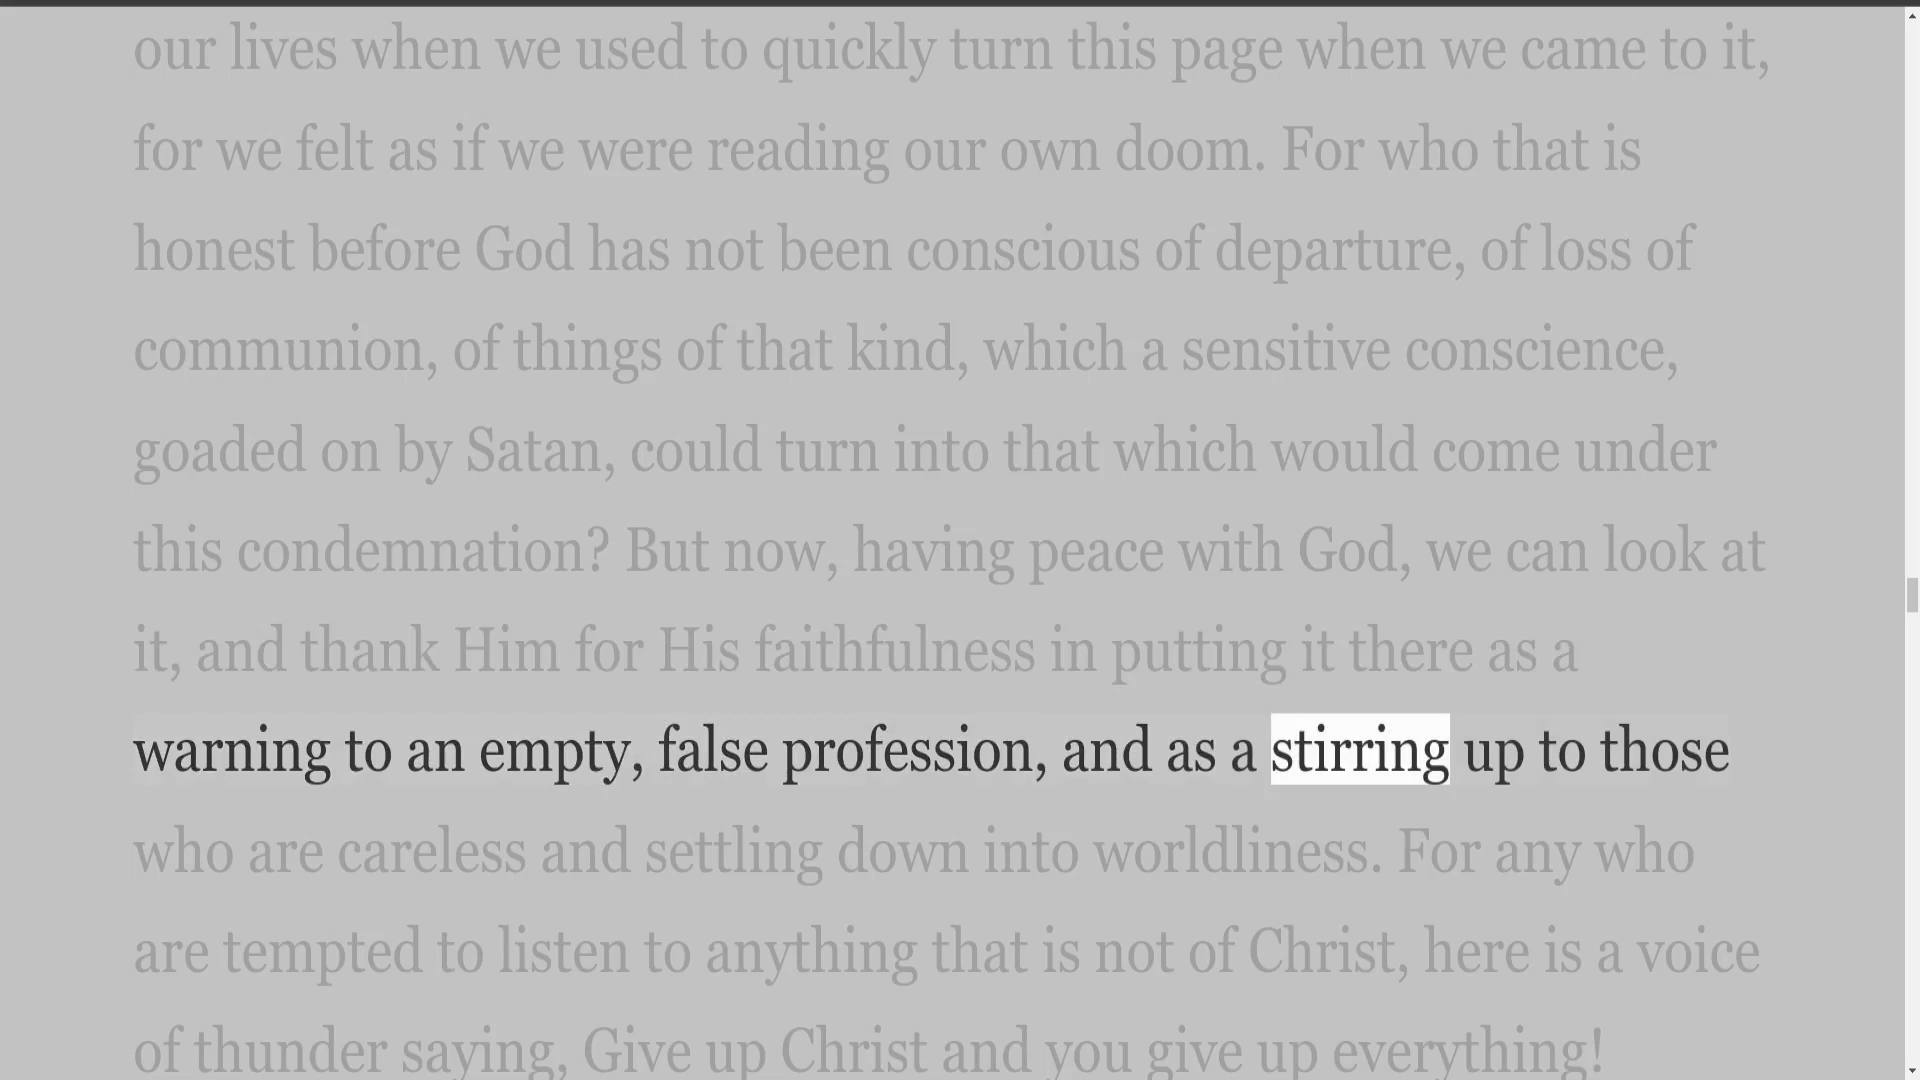 our lives when we used to quickly turn this page when we came to it,
for we felt as if we were reading our own doom. For who that is
honest before God has not been conscious of departure, of loss of
communion, of things of that kind, which a sensitive conscience,
goaded on by Satan, could turn into that which would come under
this condemnation? But now, having peace with God, we can look at
it, and thank Him for His faithfulness in putting it there as a
warning to an empty, false profession, and as a stirring up to those
who are careless and settling down into worldliness. For any who
are tempted to listen to anything that is not of Christ, here is a voice
of thunder saying, Give up Christ and you give up everything!